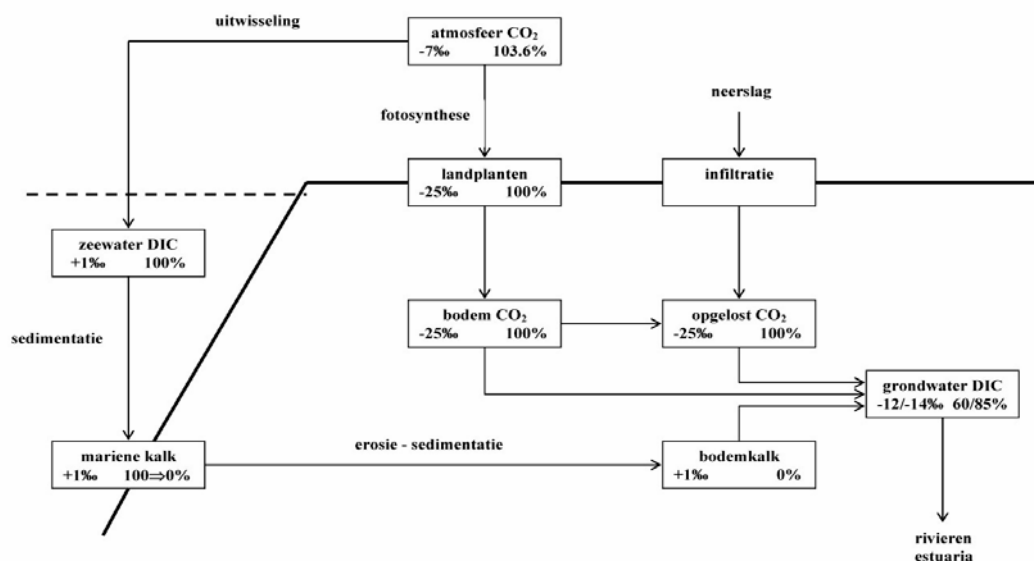 uitwisseling
atmosfeer CO₂
-7‰ 103.6%
neerslag
fotosynthese
landplanten
-25‰ 100%
infiltratie
zeewater DIC
+1‰ 100%
sedimentatie
bodem CO₂
-25‰ 100%
opgelost CO₂
-25‰ 100%
grondwater DIC
-12/-14‰ 60/85%
mariene kalk
+1‰ 100⇒0%
erosie - sedimentatie
bodemkalk
+1‰ 0%
rivieren
estuaria